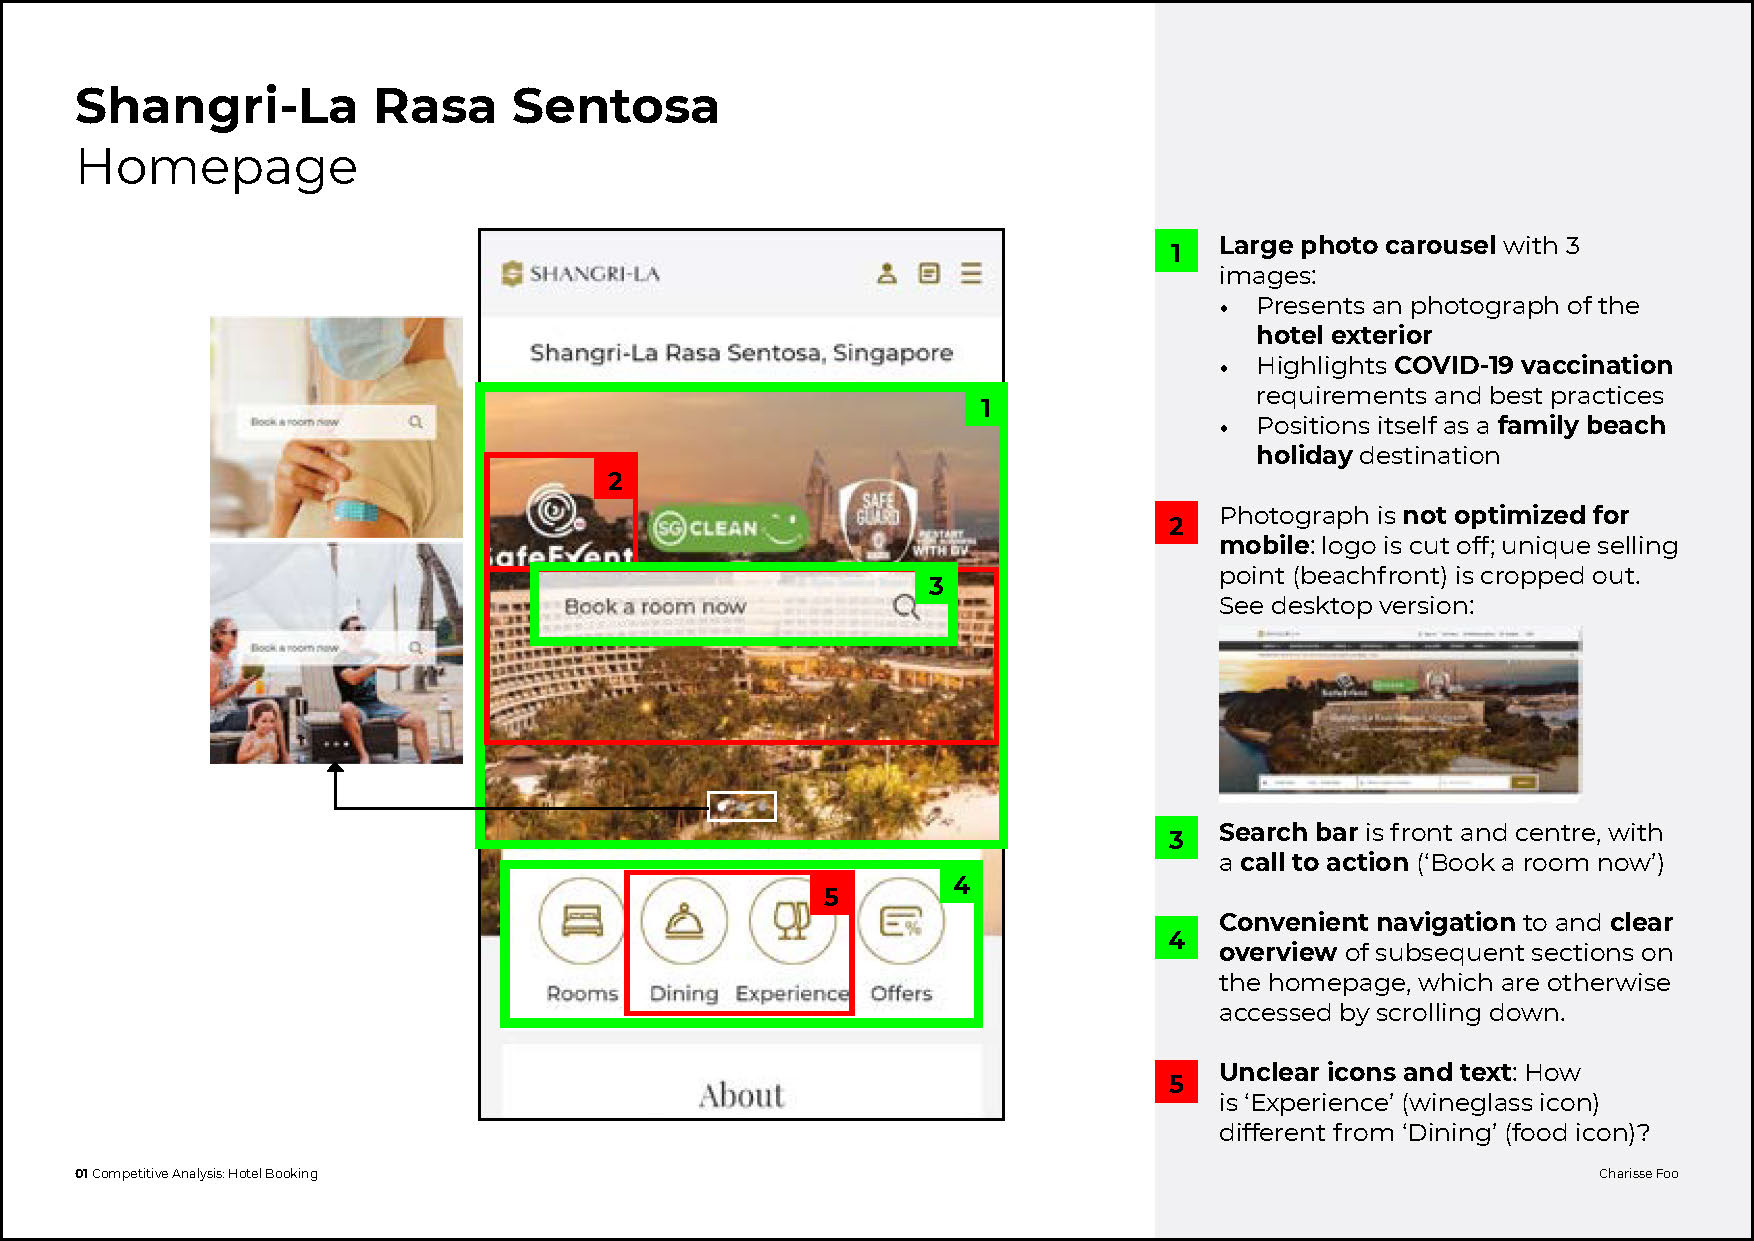 Shangri-La Rasa Sentosa
Homepage
SHANGRI-LA
Shangri-La Rasa Sentosa, Singapore
Book a room now
Book a room now
1
2
afeEvent
SG CLEAN
SAFE
GUARD
RESTART
WITH BV
3
Book a room now
4
5
Rooms
Dining
Experience
Offers
About
1
Large photo carousel with 3
images:
• Presents an photograph of the
hotel exterior
• Highlights COVID-19 vaccination
requirements and best practices
• Positions itself as a family beach
holiday destination
2
Photograph is not optimized for
mobile: logo is cut off; unique selling
point (beachfront) is cropped out.
See desktop version:
3
Search bar is front and centre, with
a call to action (‘Book a room now’)
4
Convenient navigation to and clear
overview of subsequent sections on
the homepage, which are otherwise
accessed by scrolling down.
5
Unclear icons and text: How
is ‘Experience’ (wineglass icon)
different from ‘Dining’ (food icon)?
01 Competitive Analysis: Hotel Booking
Charisse Foo